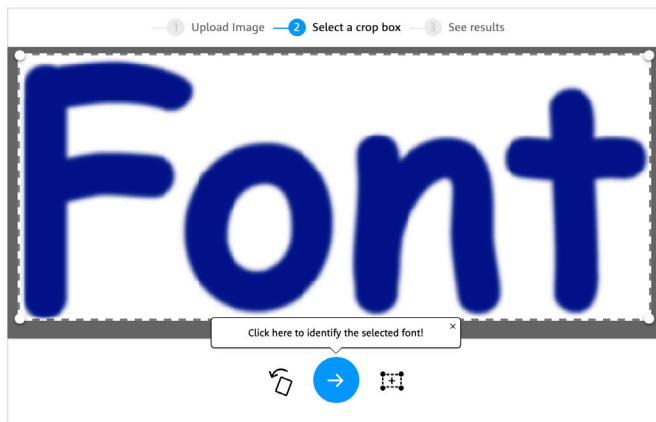 1 Upload Image 2 Select a crop box 3 See results
Font
Click here to identify the selected font! ×